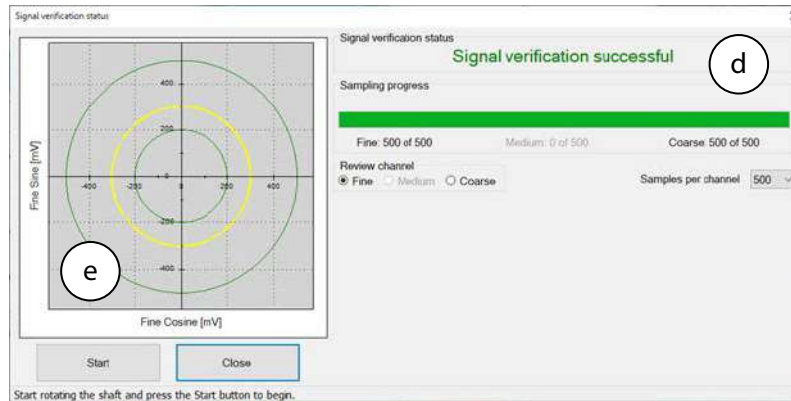 Signal verification status
Signal verification status
Signal verification successful
d
Sampling progress
Fine: 500 of 500 Medium: 0 of 500 Coarse: 500 of 500
Review channel
Fine Medium Coarse
Samples per channel 500
Fine Sine [mV]
400
200
-400 -200 0 200 400
-200
-400
e
Fine Cosine [mV]
Start Close
Start rotating the shaft and press the Start button to begin.